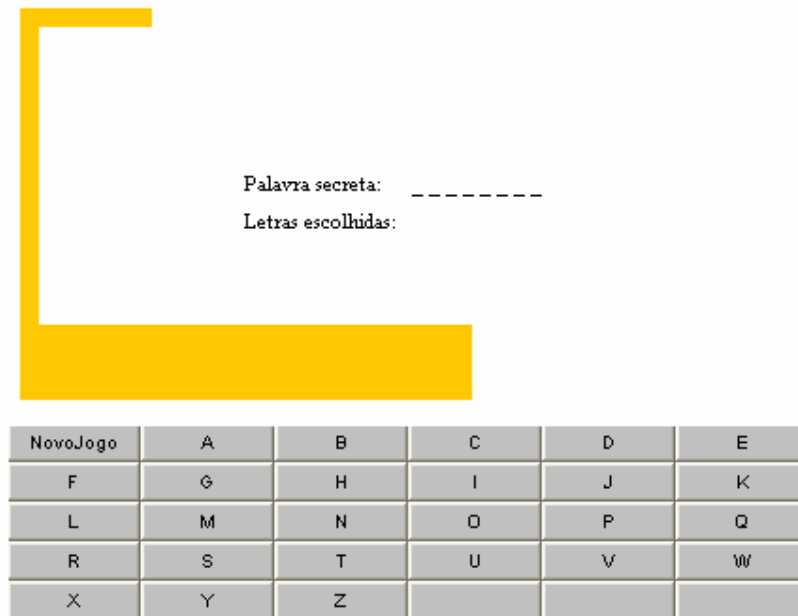 Palavra secreta: _ _ _ _ _ _ _ _
Letras escolhidas:
NovoJogo A B C D E
F G H I J K
L M N O P Q
R S T U V W
X Y Z